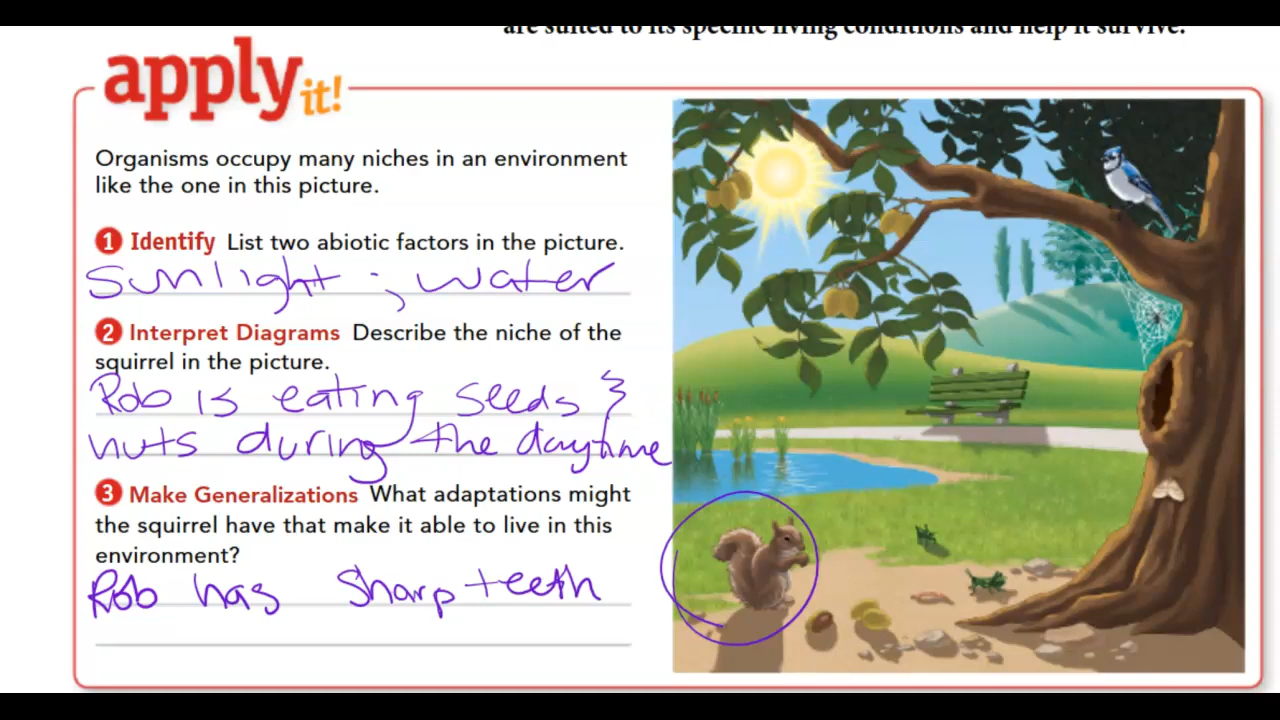 are suited to its specific living conditions and help it survive.
apply it!
Organisms occupy many niches in an environment
like the one in this picture.
1 Identify List two abiotic factors in the picture.
Sunlight ; water
2 Interpret Diagrams Describe the niche of the
squirrel in the picture.
Rob is eating seeds &
nuts during the daytime
3 Make Generalizations What adaptations might
the squirrel have that make it able to live in this
environment?
Rob has sharp teeth